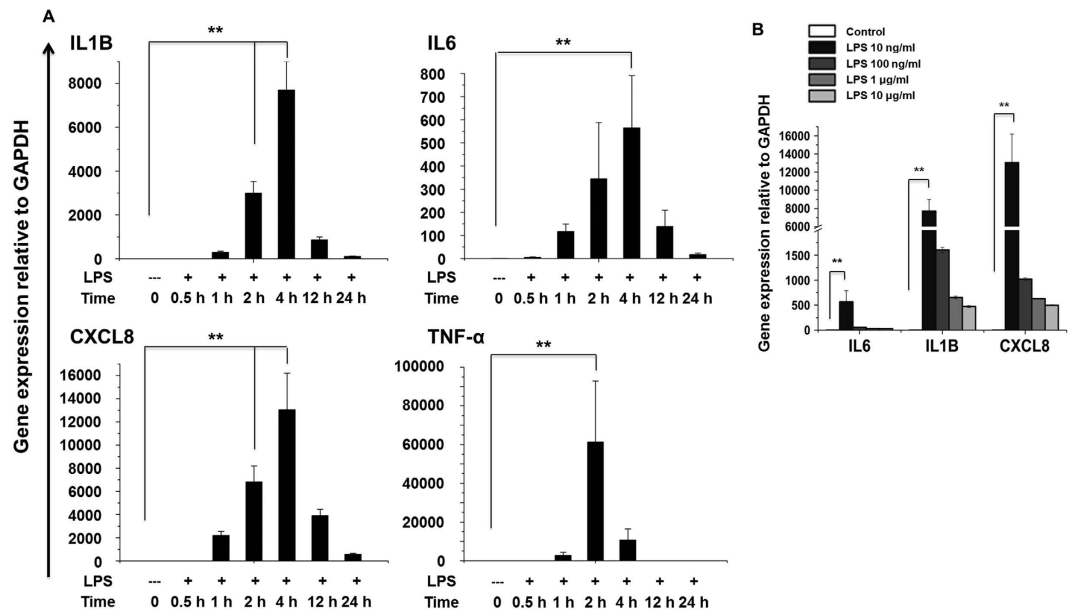 A
Gene expression relative to GAPDH
IL1B
**
8000
6000
4000
2000
0
LPS --- + + + + + +
Time 0 0.5 h 1 h 2 h 4 h 12 h 24 h
IL6
**
800
700
600
500
400
300
200
100
0
LPS --- + + + + + +
Time 0 0.5 h 1 h 2 h 4 h 12 h 24 h
CXCL8
**
16000
14000
12000
10000
8000
6000
4000
2000
0
LPS --- + + + + + +
Time 0 0.5 h 1 h 2 h 4 h 12 h 24 h
TNF-α
**
100000
80000
60000
40000
20000
0
LPS --- + + + + + +
Time 0 0.5 h 1 h 2 h 4 h 12 h 24 h
B
Control
LPS 10 ng/ml
LPS 100 ng/ml
LPS 1 µg/ml
LPS 10 µg/ml
Gene expression relative to GAPDH
16000
14000
12000
10000
8000
6000
1500
1000
500
0
**
**
**
IL6 IL1B CXCL8